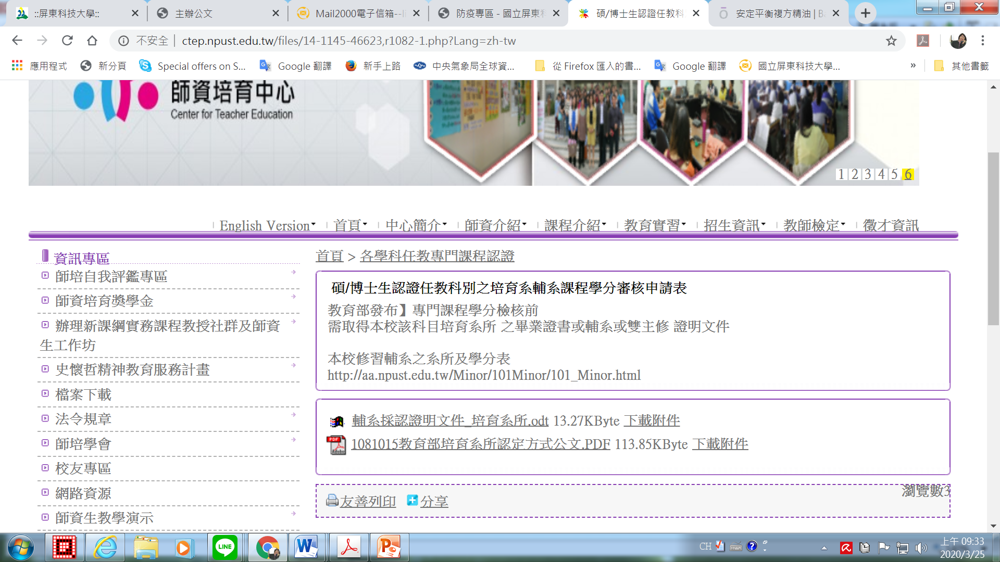 ::屏東科技大學::
主辦公文
Mail2000電子信箱--li
防疫專區 - 國立屏東科
碩/博士生認證任教科
安定平衡複方精油 | Ba
不安全 | ctep.npust.edu.tw/files/14-1145-46623,r1082-1.php?Lang=zh-tw
應用程式
新分頁
Special offers on S...
Google 翻譯
新手上路
中央氣象局全球資...
從 Firefox 匯入的書...
Google 翻譯
國立屏東科技大學...
»
其他書籤
師資培育中心
Center for Teacher Education
1 2 3 4 5 6
English Version
首頁
中心簡介
師資介紹
課程介紹
教育實習
招生資訊
教師檢定
徵才資訊
資訊專區
師培自我評鑑專區
師資培育獎學金
辦理新課綱實務課程教授社群及師資
生工作坊
史懷哲精神教育服務計畫
檔案下載
法令規章
師培學會
校友專區
網路資源
師資生教學演示
首頁 > 各學科任教專門課程認證
碩/博士生認證任教科別之培育系輔系課程學分審核申請表
教育部發布】專門課程學分檢核前
需取得本校該科目培育系所 之畢業證書或輔系或雙主修 證明文件
本校修習輔系之系所及學分表
http://aa.npust.edu.tw/Minor/101Minor/101_Minor.html
輔系採認證明文件_培育系所.odt 13.27KByte 下載附件
1081015教育部培育系所認定方式公文.PDF 113.85KByte 下載附件
瀏覽數3
友善列印
分享
LINE
CH
上午 09:33
2020/3/25